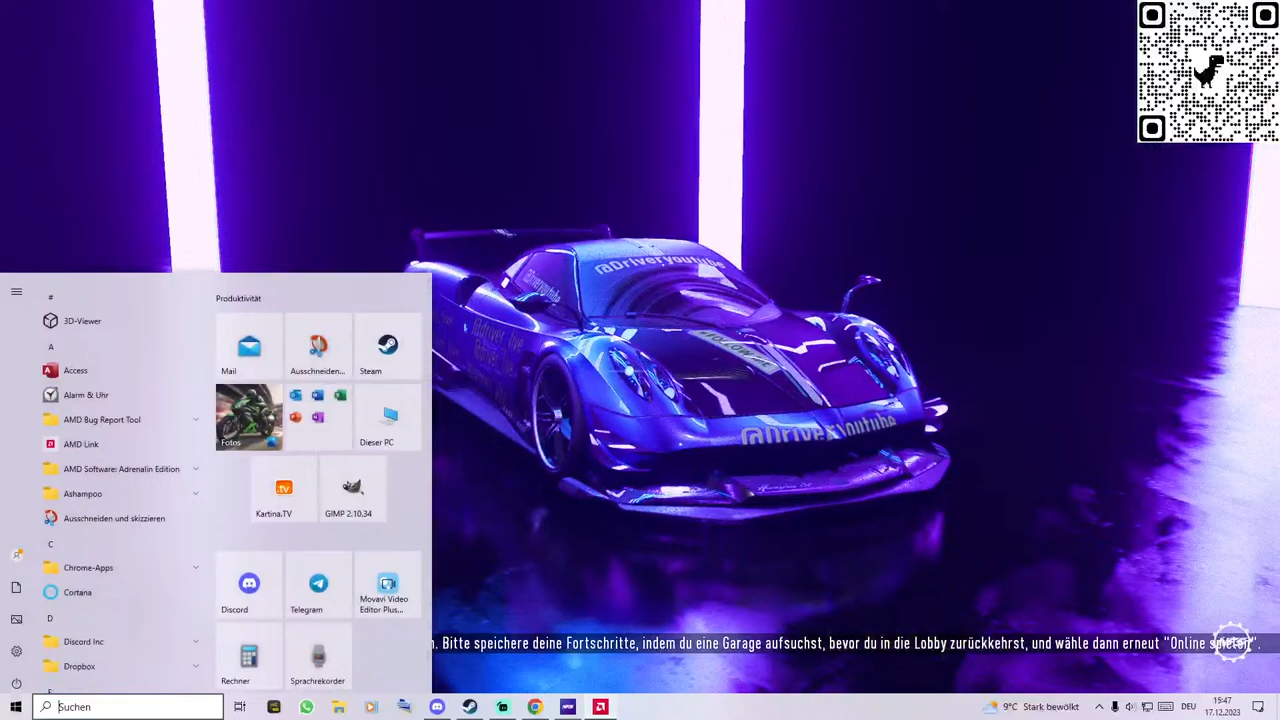 #
3D-Viewer
A
Access
Alarm & Uhr
AMD Bug Report Tool
AMD Link
AMD Software: Adrenalin Edition
Ashampoo
Ausschneiden und skizzieren
C
Chrome-Apps
Cortana
D
Discord Inc
Dropbox
Produktivität
Mail
Ausschneiden...
Steam
Fotos
Dieser PC
Kartina.TV
GIMP 2.10.34
Discord
Telegram
Movavi Video
Editor Plus...
Rechner
Sprachrekorder
@Driveryoutube
@Driveryoutube
. Bitte speichere deine Fortschritte, indem du eine Garage aufsuchst, bevor du in die Lobby zurückkehrst, und wähle dann erneut "Online spielen".
Suchen
9°C Stark bewölkt
DEU
15:47
17.12.2023